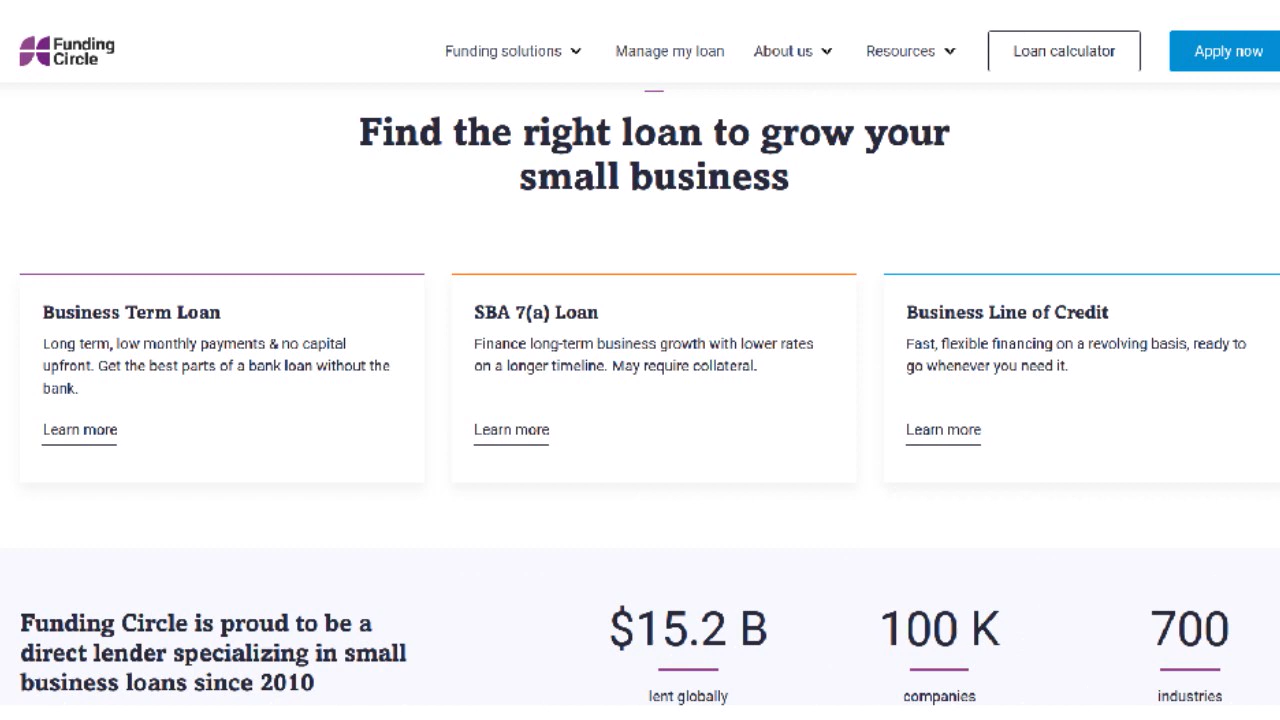 Funding
Circle
Funding solutions
Manage my loan
About us
Resources
Loan calculator
Apply now
Find the right loan to grow your
small business
Business Term Loan
Long term, low monthly payments & no capital
upfront. Get the best parts of a bank loan without the
bank.
Learn more
SBA 7(a) Loan
Finance long-term business growth with lower rates
on a longer timeline. May require collateral.
Learn more
Business Line of Credit
Fast, flexible financing on a revolving basis, ready to
go whenever you need it.
Learn more
Funding Circle is proud to be a
direct lender specializing in small
business loans since 2010
$15.2 B
lent globally
100 K
companies
700
industries